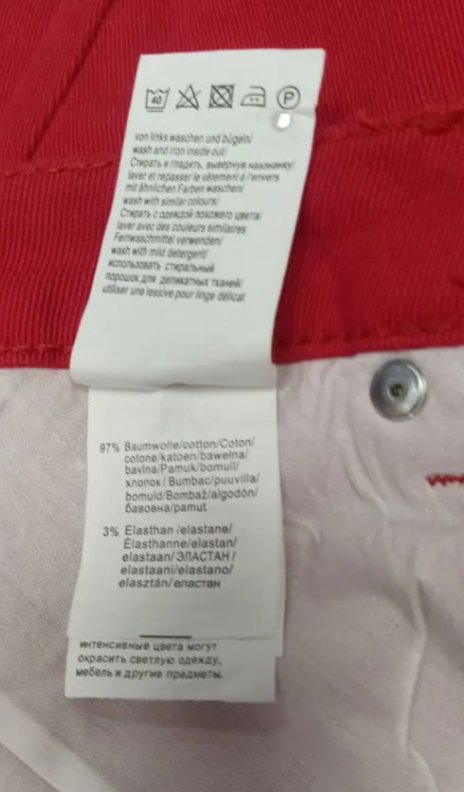 40
P
von links waschen und bügeln/
wash and iron inside out/
Стирать и гладить, вывернув наизнанку/
laver et repasser le vêtement à l'envers
mit ähnlichen Farben waschen/
wash with similar colours/
Стирать с одеждой похожего цвета/
laver avec des couleurs similaires
Feinwaschmittel verwenden/
wash with mild detergent/
использовать стиральный
порошок для деликатных тканей/
utiliser une lessive pour linge délicat
97% Baumwolle/cotton/Coton/
cotone/katoen/bawełna/
bavlna/Pamuk/bomull/
хлопок/ Bumbac/puuvilla/
bomuld/Bombaž/algodón/
бавовна/pamut
3% Elasthan /elastane/
Élasthanne/elastan/
elastaan/ ЭЛАСТАН /
elastaani/elastano/
elasztán/еластан
интенсивные цвета могут
окрасить светлую одежду,
мебель и другие предметы.